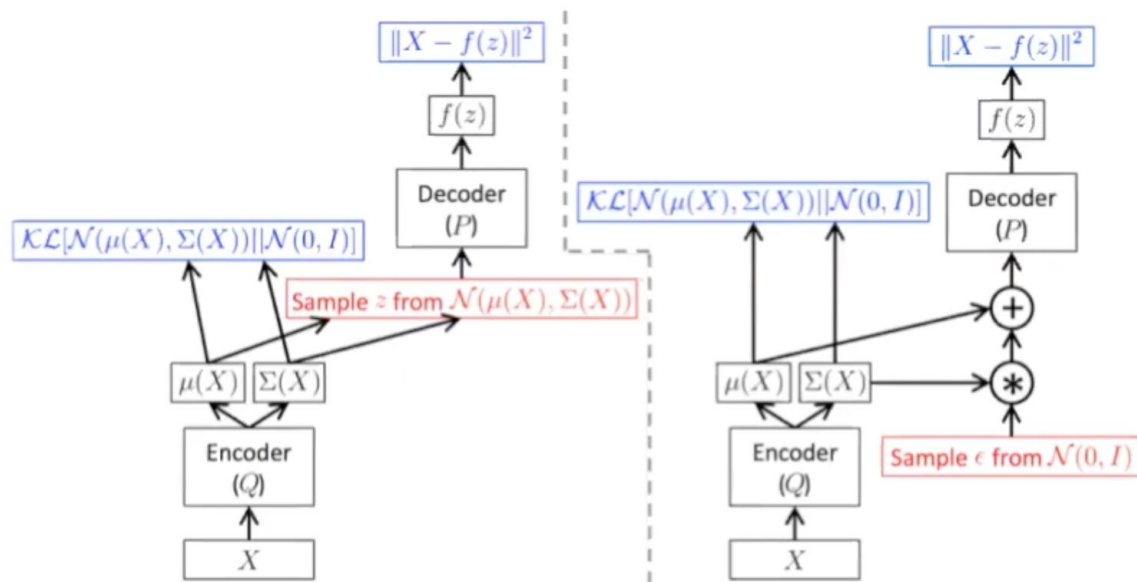 ‖X − f(z)‖²
f(z)
Decoder
(P)
𝒦ℒ[𝒩(μ(X), Σ(X))||𝒩(0, I)]
Sample z from 𝒩(μ(X), Σ(X))
μ(X) Σ(X)
Encoder
(Q)
X
‖X − f(z)‖²
f(z)
Decoder
(P)
𝒦ℒ[𝒩(μ(X), Σ(X))||𝒩(0, I)]
+
μ(X) Σ(X) *
Encoder
(Q)
Sample ϵ from 𝒩(0, I)
X